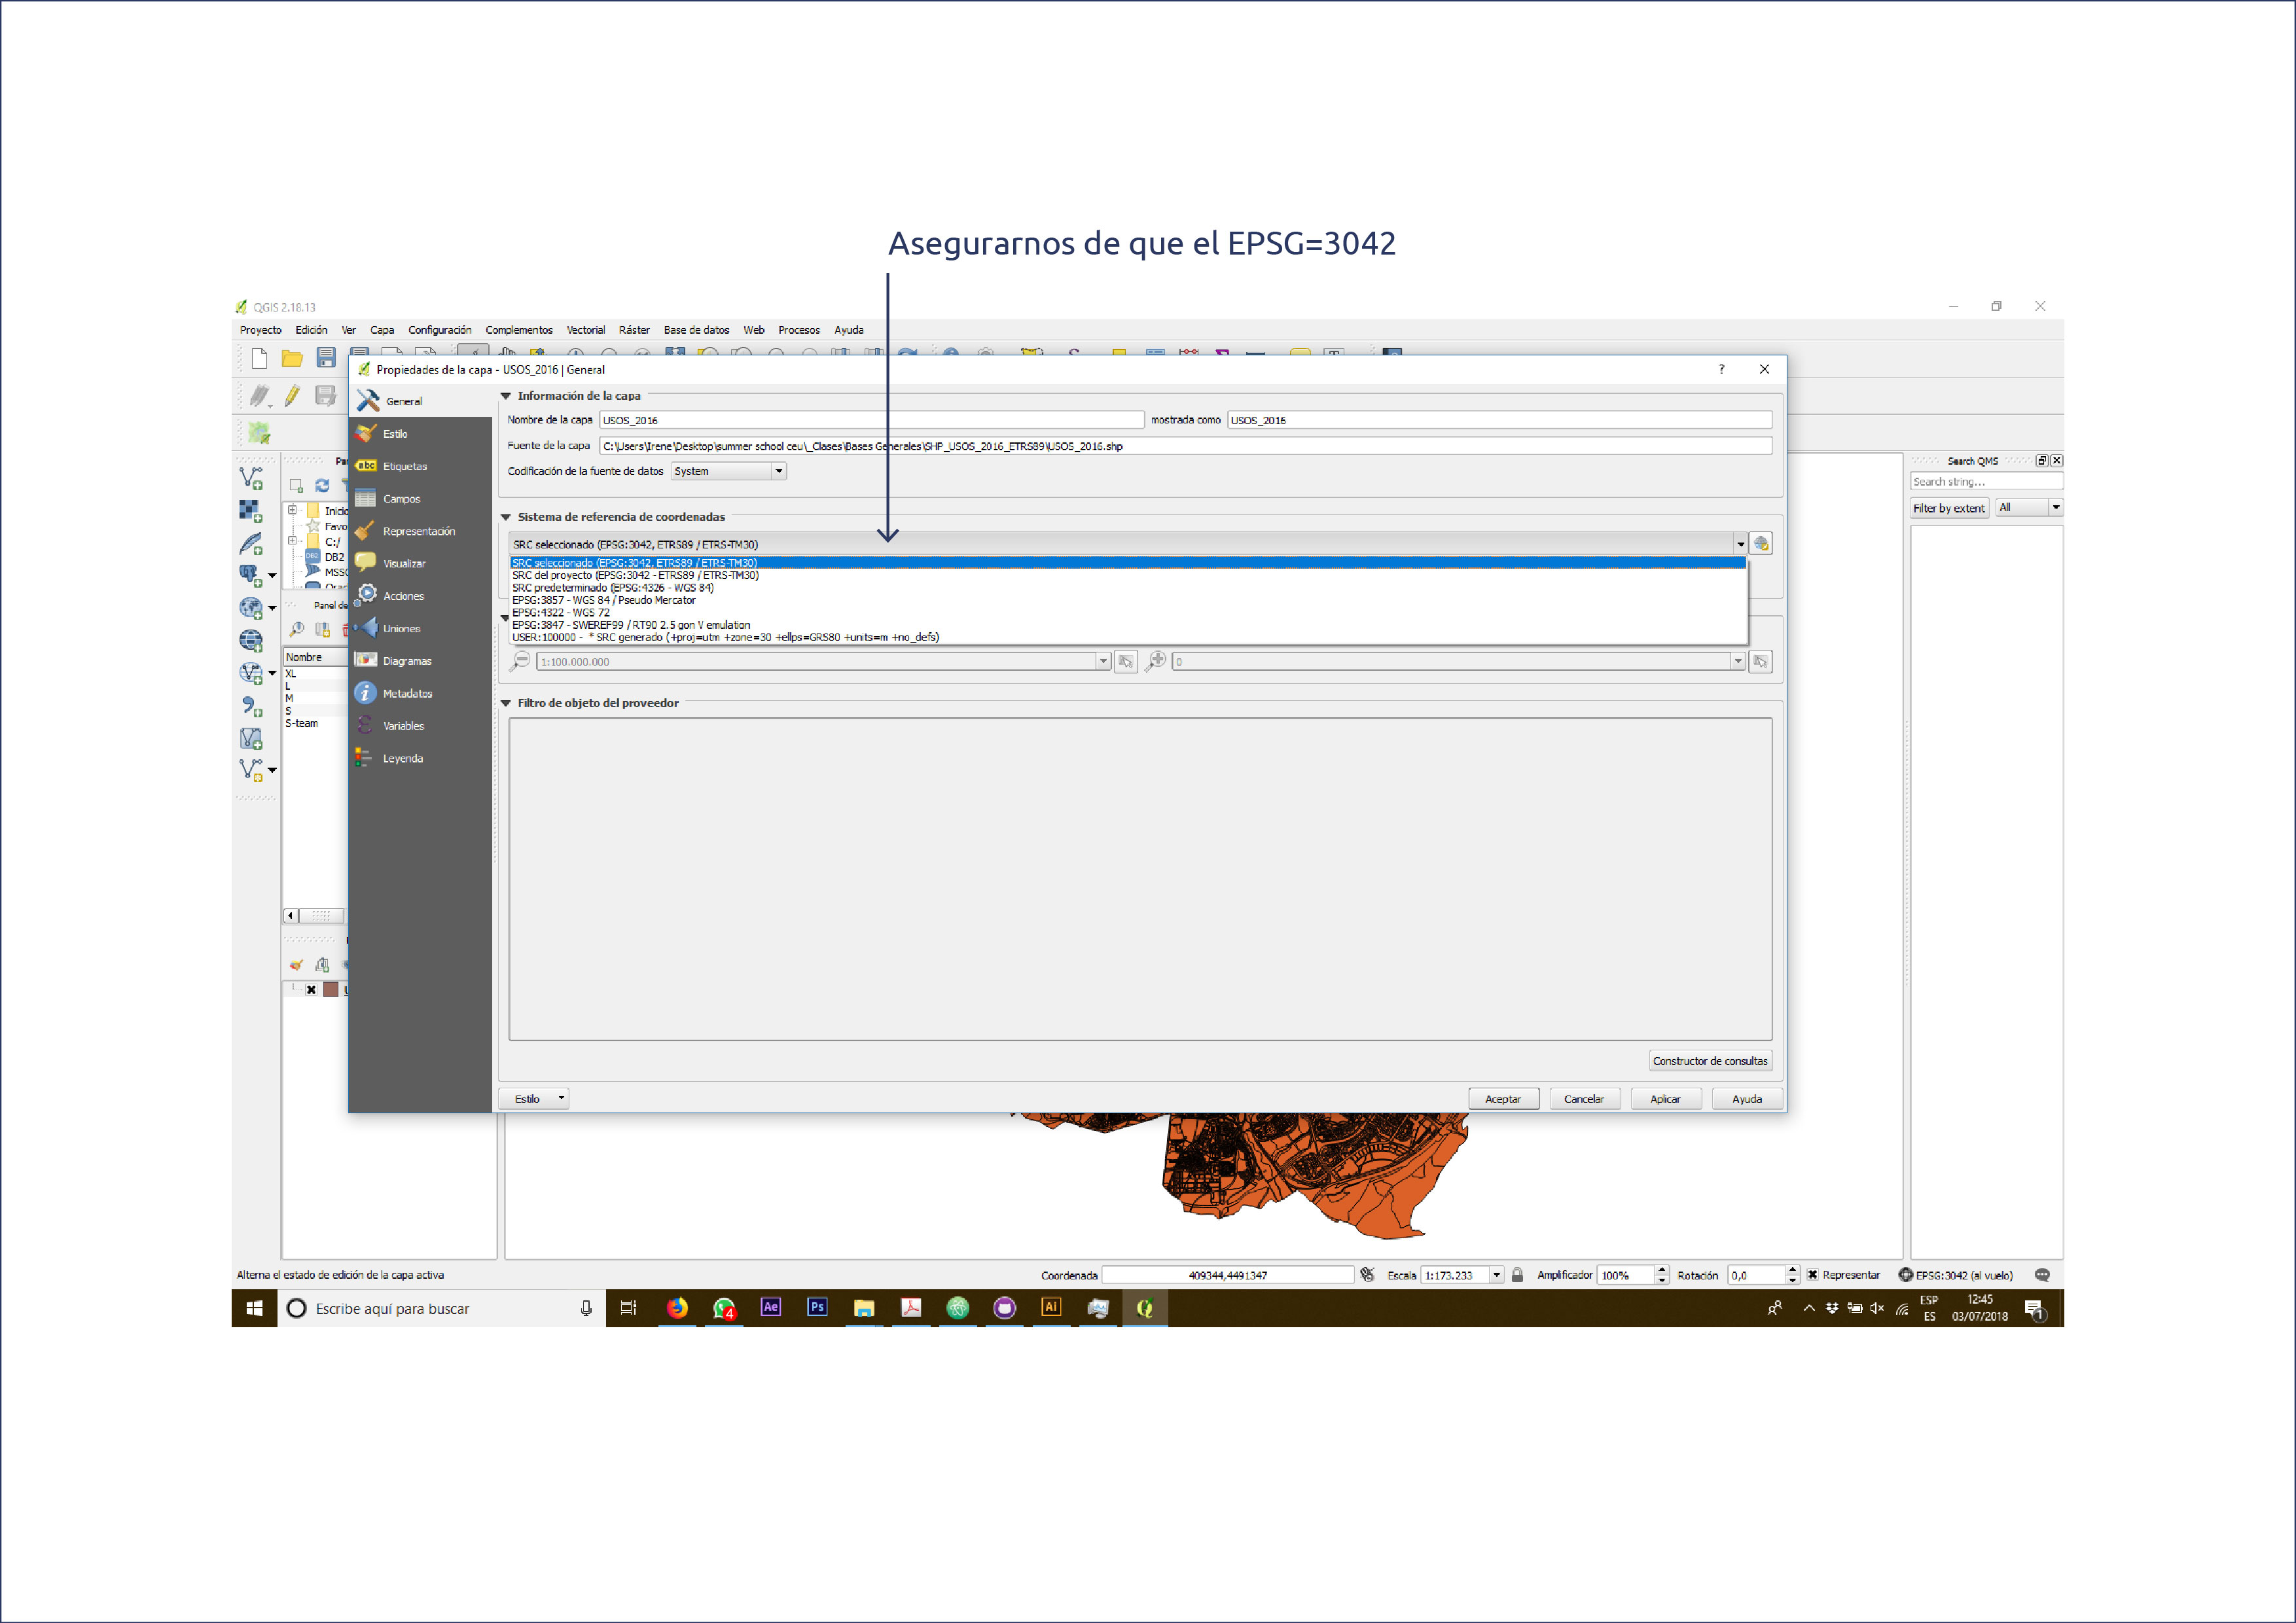 Asegurarnos de que el EPSG=3042
QGIS 2.18.13
Proyecto Edición Ver Capa Configuración Complementos Vectorial Ráster Base de datos Web Procesos Ayuda
Propiedades de la capa - USOS_2016 | General
?
General
Estilo
abc Etiquetas
Campos
Representación
Visualizar
Acciones
Uniones
Diagramas
Metadatos
Variables
Leyenda
Información de la capa
Nombre de la capa USOS_2016 mostrada como USOS_2016
Fuente de la capa C:\Users\Irene\Desktop\summer school ceu\_Clases\Bases Generales\SHP_USOS_2016_ETRS89\USOS_2016.shp
Codificación de la fuente de datos System
Sistema de referencia de coordenadas
SRC seleccionado (EPSG:3042, ETRS89 / ETRS-TM30)
SRC seleccionado (EPSG:3042, ETRS89 / ETRS-TM30)
SRC del proyecto (EPSG:3042 - ETRS89 / ETRS-TM30)
SRC predeterminado (EPSG:4326 - WGS 84)
EPSG:3857 - WGS 84 / Pseudo Mercator
EPSG:4322 - WGS 72
EPSG:3847 - SWEREF99 / RT90 2.5 gon V emulation
USER:100000 - * SRC generado (+proj=utm +zone=30 +ellps=GRS80 +units=m +no_defs)
1:100.000.000
0
Filtro de objeto del proveedor
Constructor de consultas
Estilo
Aceptar Cancelar Aplicar Ayuda
C:/
DB2 DB2
Panel de
Nombre
XL
L
M
S
S-team
Search QMS
Search string...
Filter by extent All
Alterna el estado de edición de la capa activa
Coordenada 409344,4491347 Escala 1:173.233 Amplificador 100% Rotación 0,0 Representar EPSG:3042 (al vuelo)
Escribe aquí para buscar
4
Ae
Ps
Ai
ESP
ES
12:45
03/07/2018
1